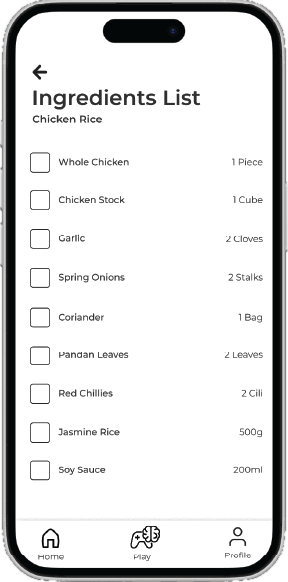 Ingredients List
Chicken Rice
Whole Chicken 1 Piece
Chicken Stock 1 Cube
Garlic 2 Cloves
Spring Onions 2 Stalks
Coriander 1 Bag
Pandan Leaves 2 Leaves
Red Chillies 2 Cili
Jasmine Rice 500g
Soy Sauce 200ml
Home Play Profile